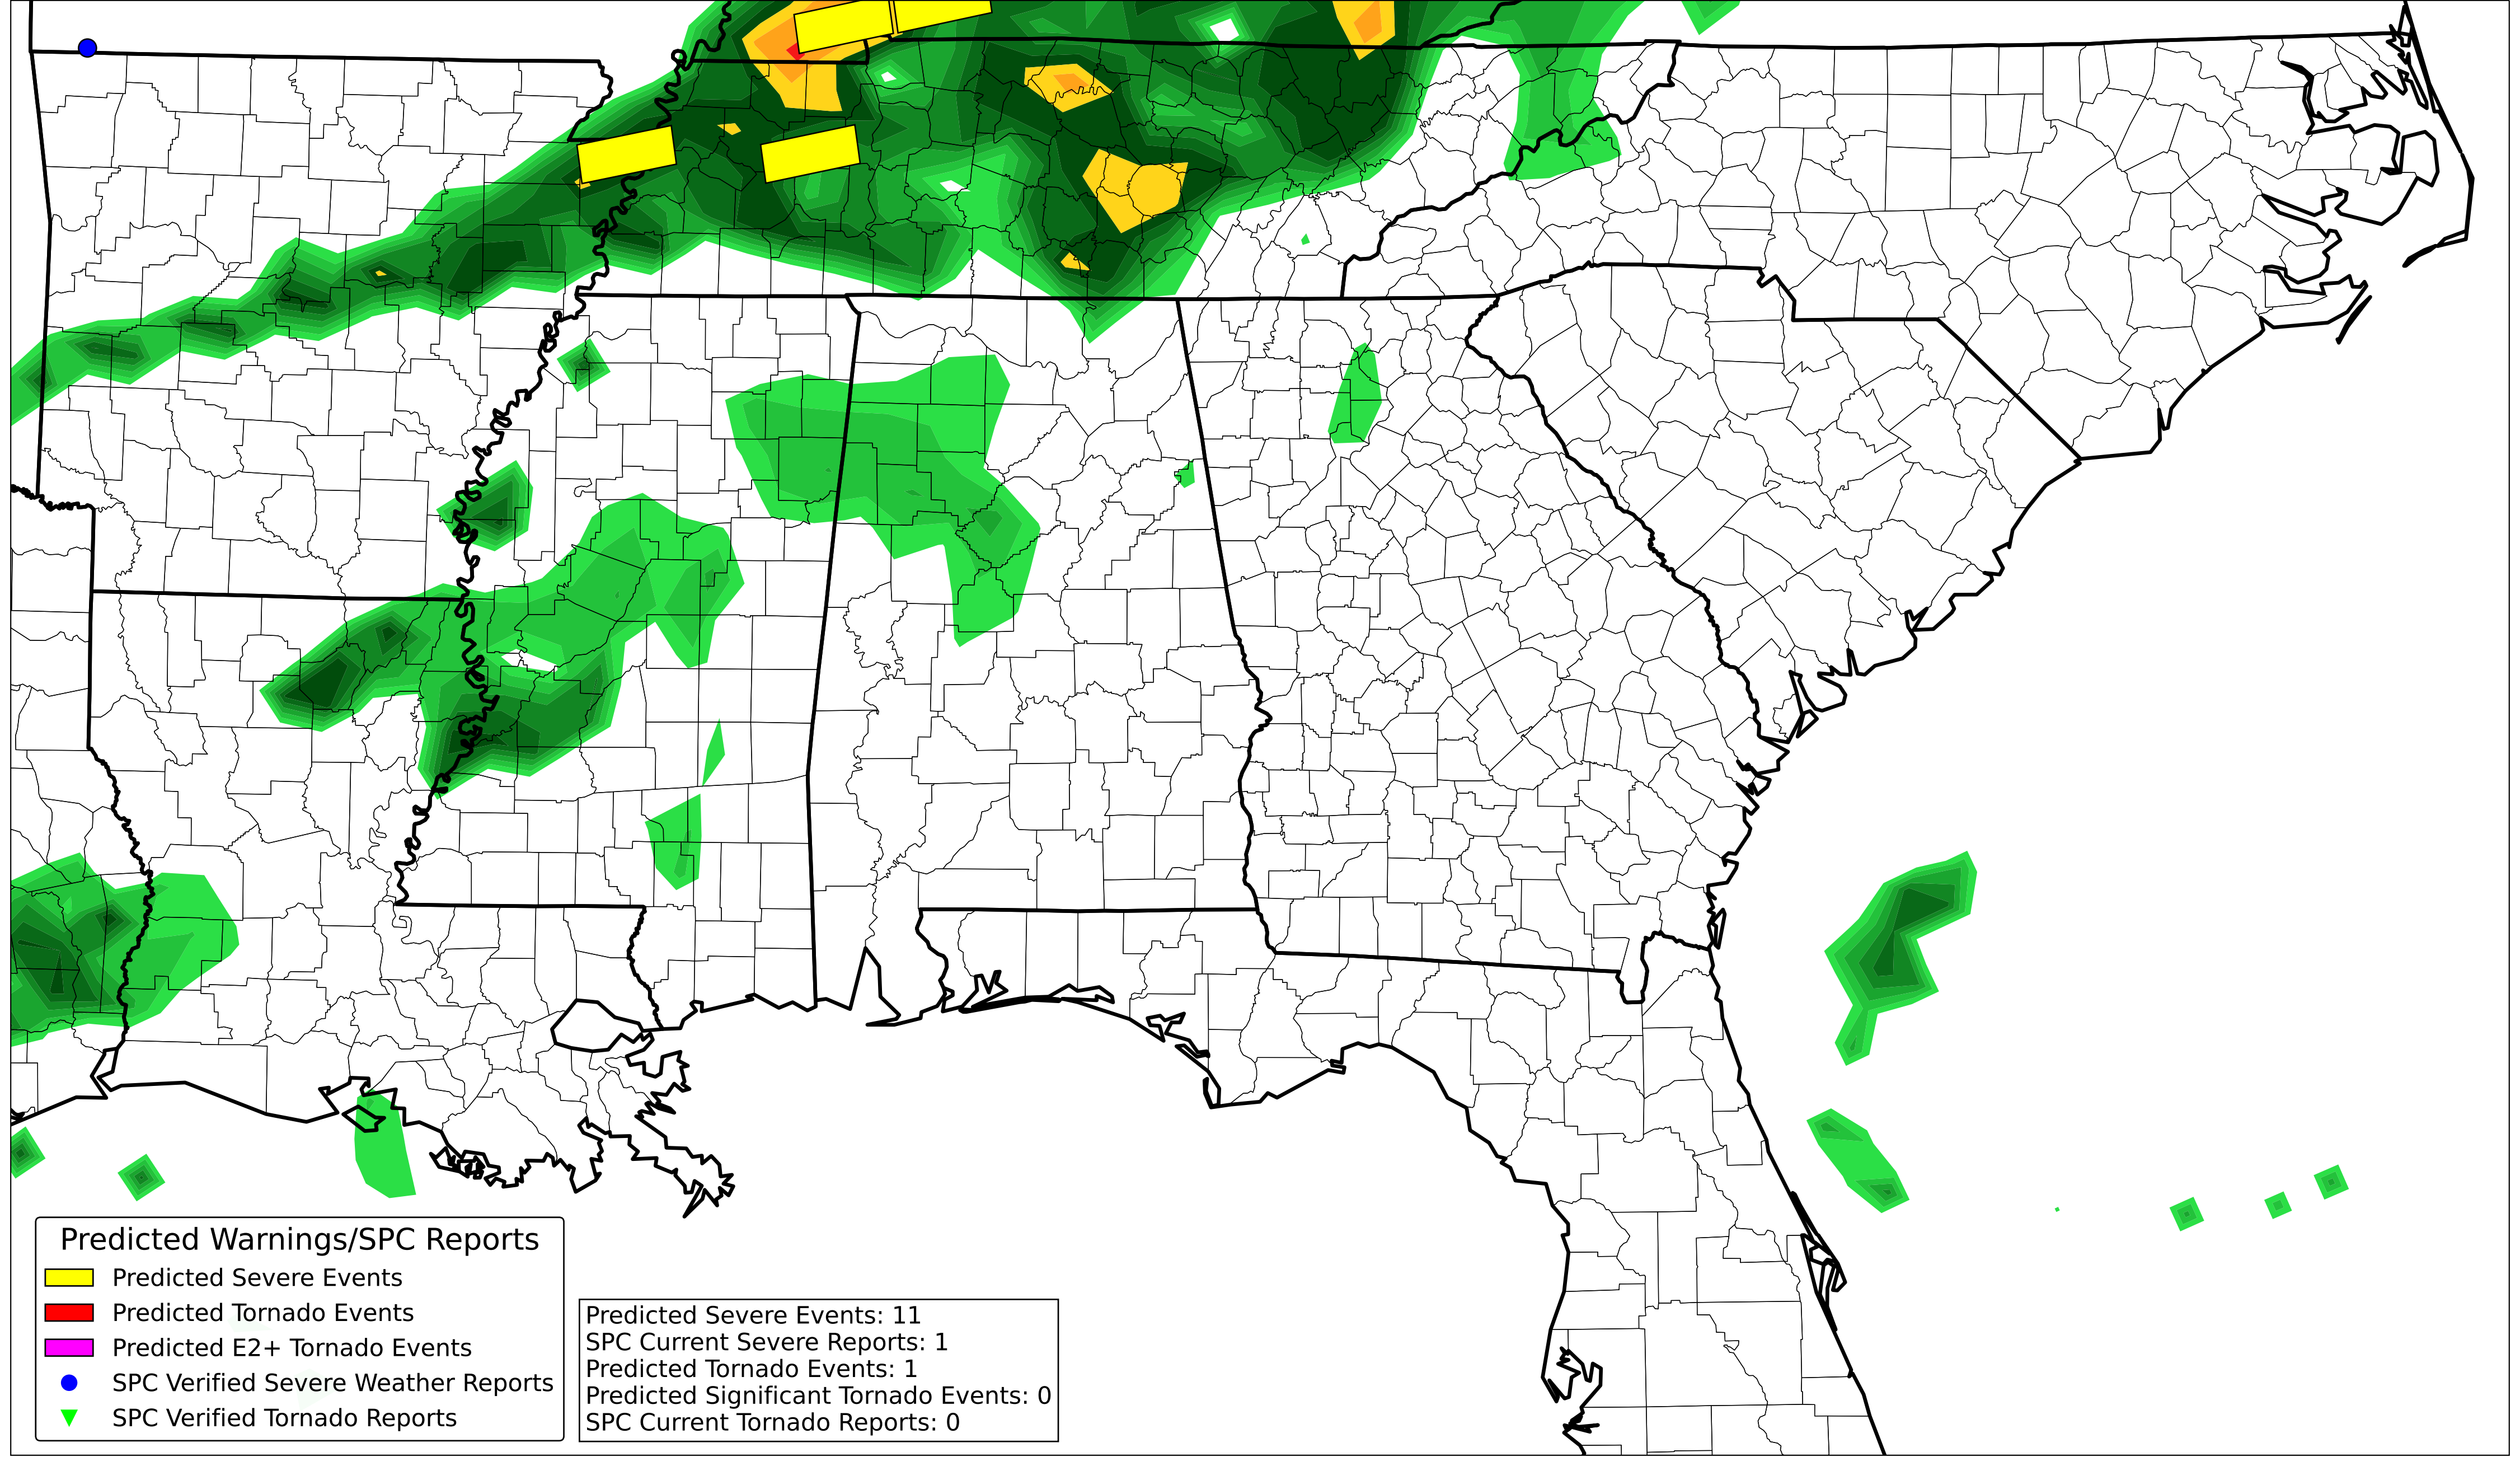 Predicted Warnings/SPC Reports
Predicted Severe Events
Predicted Tornado Events
Predicted E2+ Tornado Events
SPC Verified Severe Weather Reports
SPC Verified Tornado Reports
Predicted Severe Events: 11
SPC Current Severe Reports: 1
Predicted Tornado Events: 1
Predicted Significant Tornado Events: 0
SPC Current Tornado Reports: 0